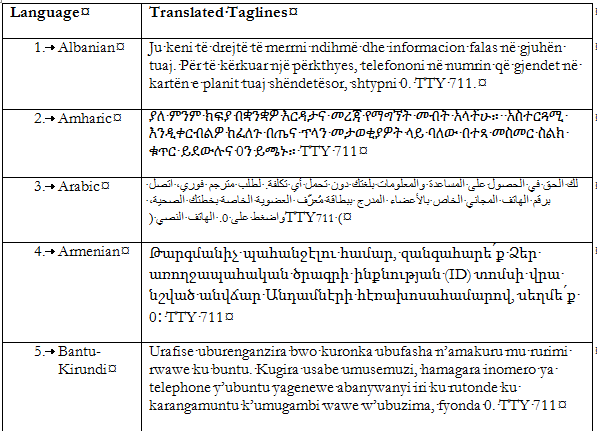 Language Translated Taglines
1. Albanian
Ju keni të drejtë të merrni ndihmë dhe informacion falas në gjuhën
tuaj. Për të kërkuar një përkthyes, telefononi në numrin që gjendet në
kartën e planit tuaj shëndetësor, shtypni 0. TTY 711.
2. Amharic
ያለ ምንም ክፍያ በቋንቋዎ እርዳታና መረጃ የማግኘት መብት አላችሁ። አስተርጓሚ
እንዲቀርብልዎ ከፈለጉ በጤና ፕላን መታወቂያዎት ላይ ባለው በተጻ መስመር ስልክ
ቁጥር ይደውሉና 0ን ይጫኑ። TTY 711
3. Arabic
لك الحق في الحصول على المساعدة والمعلومات بلغتك دون تحمل أي تكلفة. لطلب مترجم فوري، اتصل
برقم الهاتف المجاني الخاص بالأعضاء المدرج ببطاقة مُعرّف العضوية الخاصة بخطتك الصحية،
واضغط على 0. الهاتف النصي (TTY 711)
4. Armenian
Թարգմանիչ պահանջէլու համար, զանգահարե՛ք Ձեր
առողջապահական ծրագրի ինքնության (ID) տոմսի վրա
նշված անվճար Անդամնէրի հէռախոսահամարով, սեղմե՛ք
0: TTY 711
5. Bantu-
Kirundi
Urafise uburenganzira bwo kuronka ubufasha n'amakuru mu rurimi
rwawe ku buntu. Kugira usabe umusemuzi, hamagara inomero ya
telephone y'ubuntu yagenewe abanywanyi iri ku rutonde ku
karangamuntu k'umugambi wawe w'ubuzima, fyonda 0. TTY 711